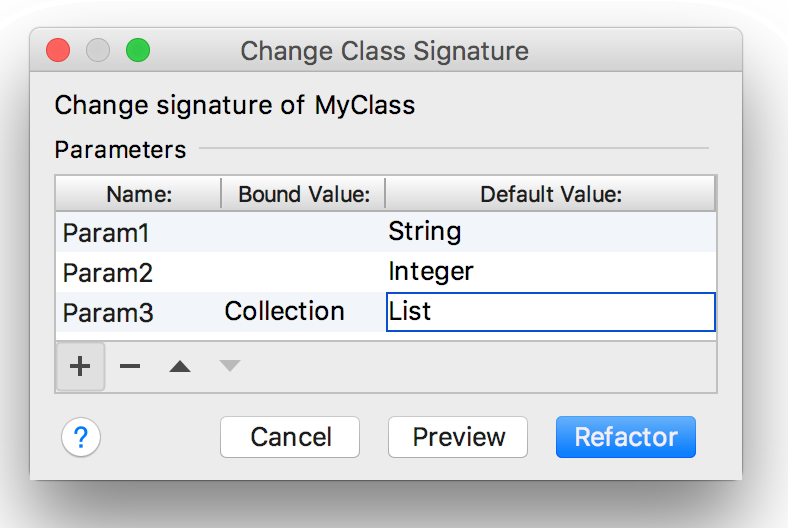 Change Class Signature
Change signature of MyClass
Parameters
Name: Bound Value: Default Value:
Param1 String
Param2 Integer
Param3 Collection List
? Cancel Preview Refactor